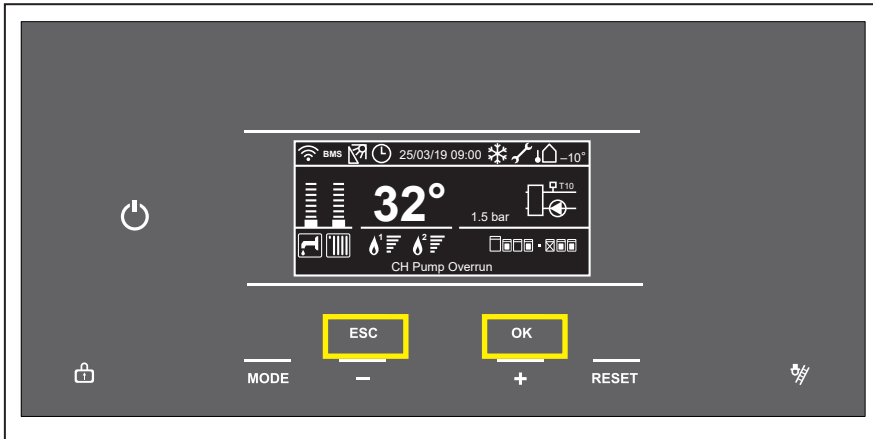 BMS 25/03/19 09:00 –10°
T10
32°
1.5 bar
1 2
CH Pump Overrun
ESC OK
MODE – + RESET